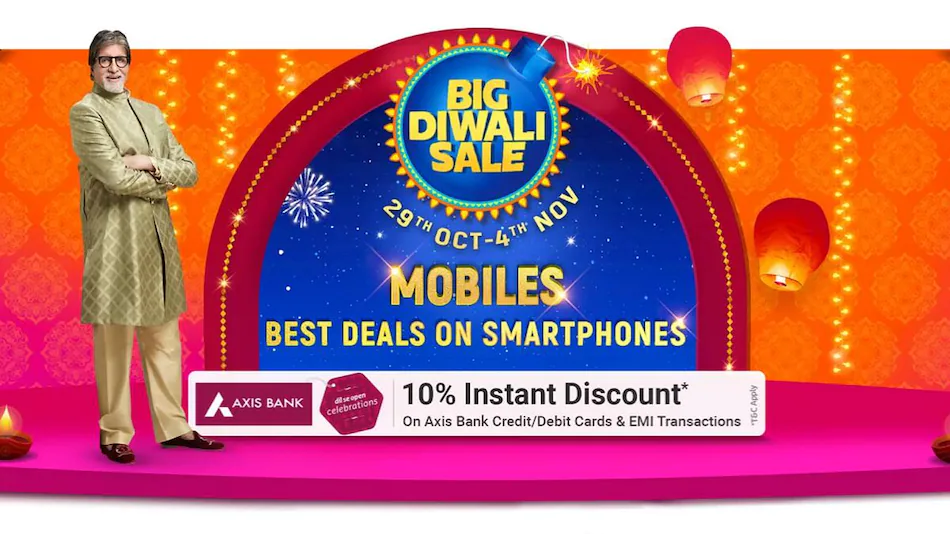 BIG
DIWALI
SALE
29TH OCT-4TH NOV
MOBILES
BEST DEALS ON SMARTPHONES
AXIS BANK
dil se open
celebrations
10% Instant Discount*
On Axis Bank Credit/Debit Cards & EMI Transactions
*T&C Apply